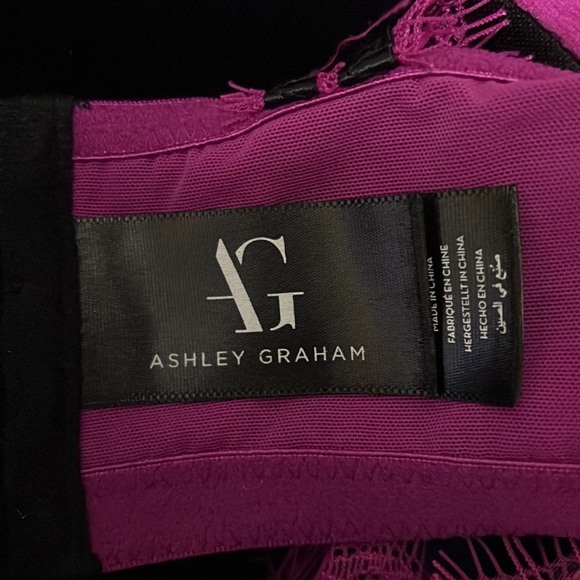 AG
ASHLEY GRAHAM
MADE IN CHINA
FABRIQUÉ EN CHINE
HERGESTELLT IN CHINA
HECHO EN CHINA
صنع في الصين